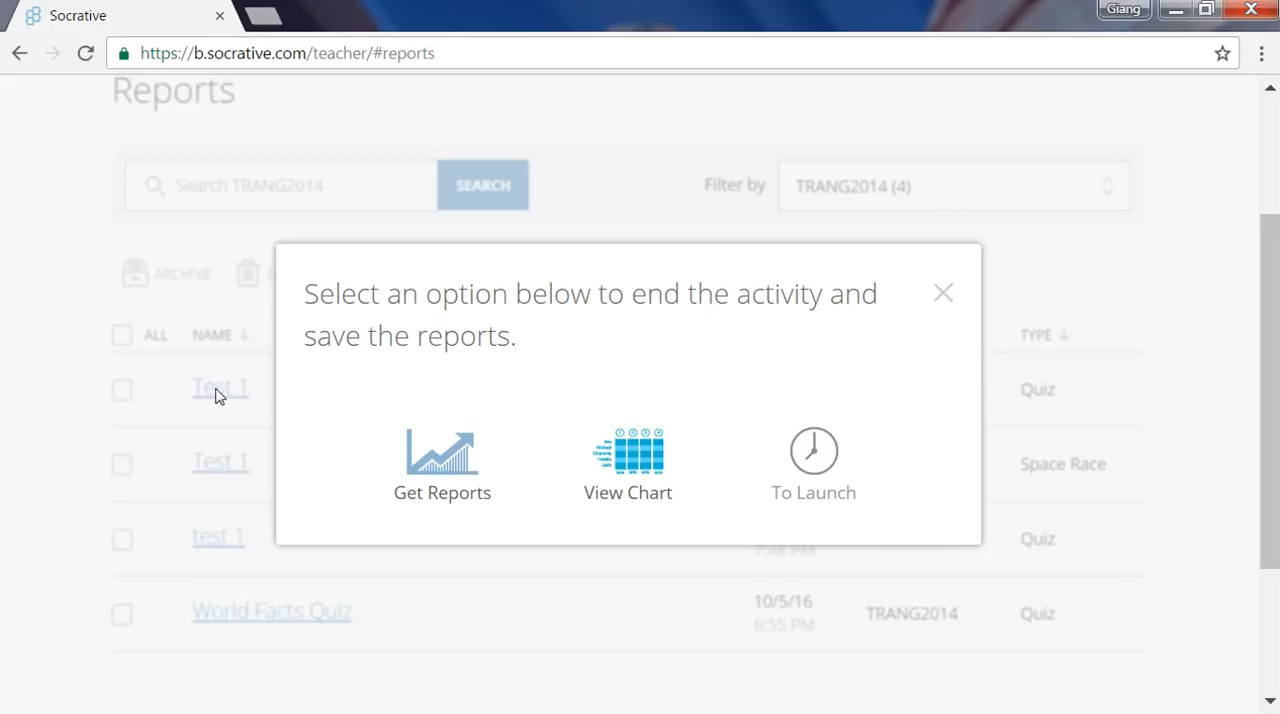 Socrative
Giang
https://b.socrative.com/teacher/#reports
Reports
Search TRANG2014
SEARCH
Filter by
TRANG2014 (4)
ARCHIVE
Select an option below to end the activity and
save the reports.
ALL
NAME
TYPE
Test 1
Quiz
Get Reports
View Chart
To Launch
Test 1
Space Race
test 1
7:46 PM
Quiz
World Facts Quiz
10/5/16
6:55 PM
TRANG2014
Quiz